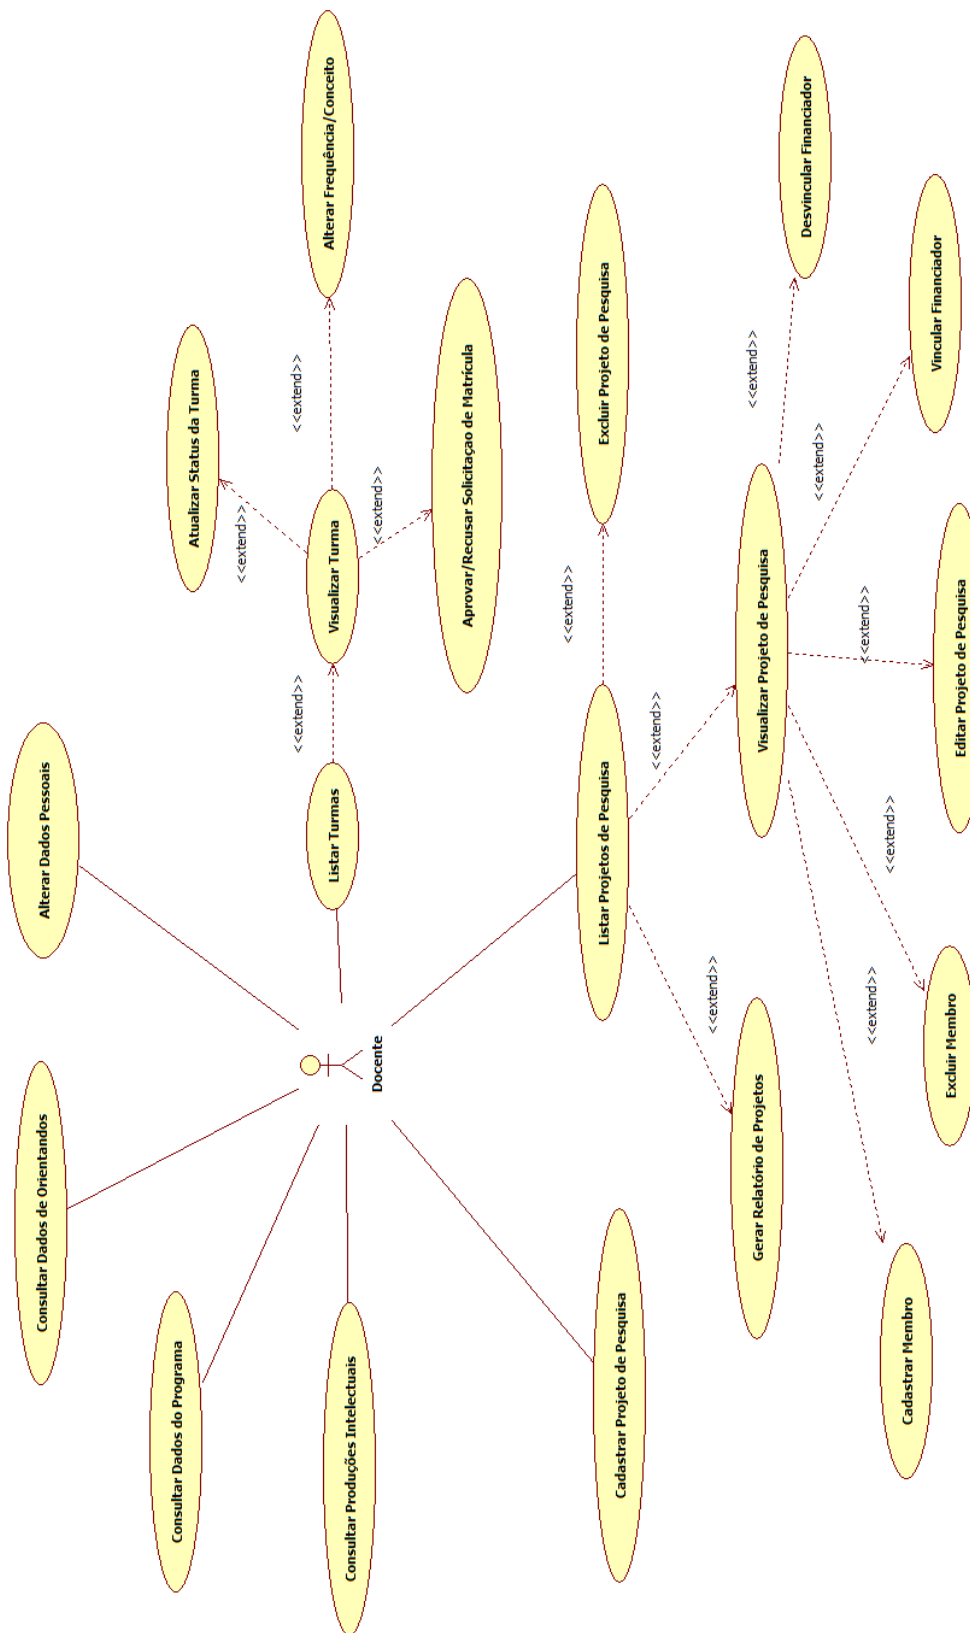 Consultar Dados de Orientandos
Alterar Dados Pessoais
Consultar Dados do Programa
Atualizar Status da Turma
<<extend>>
<<extend>>
<<extend>>
Consultar Produções Intelectuais
Listar Turmas
Visualizar Turma
Alterar Frequência/Conceito
Docente
<<extend>>
Aprovar/Recusar Solicitaçao de Matrícula
<<extend>>
Cadastrar Projeto de Pesquisa
Listar Projetos de Pesquisa
Excluir Projeto de Pesquisa
<<extend>>
<<extend>>
<<extend>>
Gerar Relatório de Projetos
Visualizar Projeto de Pesquisa
Desvincular Financiador
<<extend>>
<<extend>>
<<extend>>
<<extend>>
Cadastrar Membro
Excluir Membro
Editar Projeto de Pesquisa
Vincular Financiador